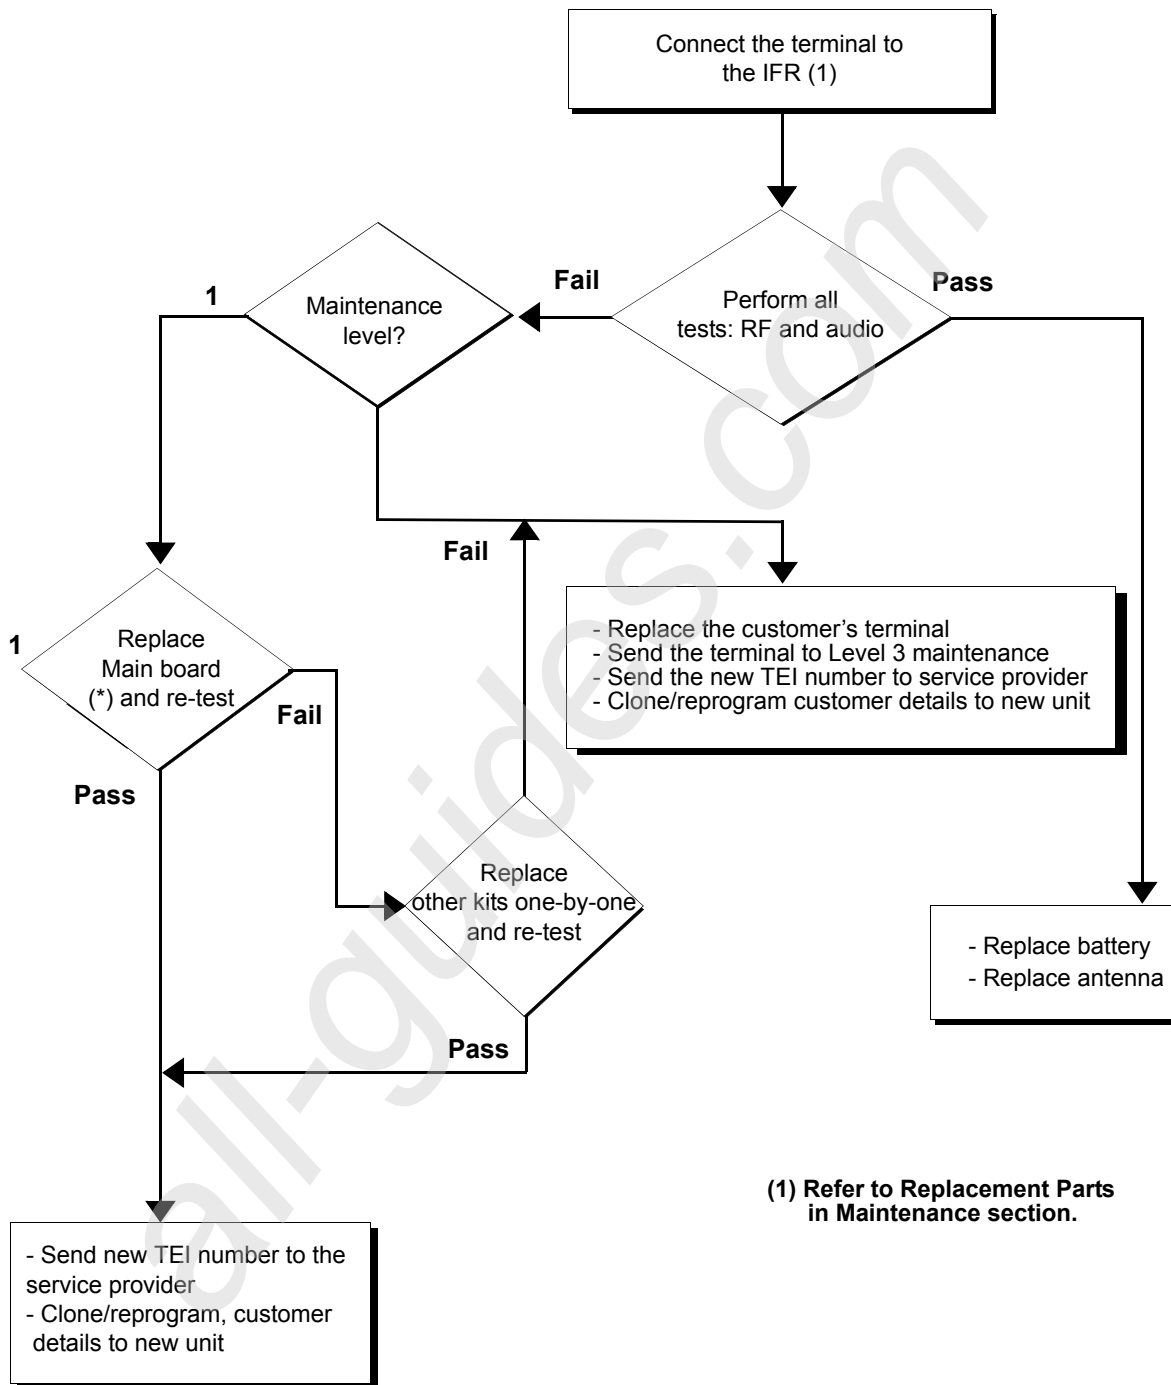 Connect the terminal to
the IFR (1)
Perform all
tests: RF and audio
Fail
Pass
Maintenance
level?
1
Fail
- Replace the customer’s terminal
- Send the terminal to Level 3 maintenance
- Send the new TEI number to service provider
- Clone/reprogram customer details to new unit
1
Replace
Main board
(*) and re-test
Fail
Pass
Replace
other kits one-by-one
and re-test
Pass
- Replace battery
- Replace antenna
(1) Refer to Replacement Parts
in Maintenance section.
- Send new TEI number to the
service provider
- Clone/reprogram, customer
details to new unit
all-guides.com